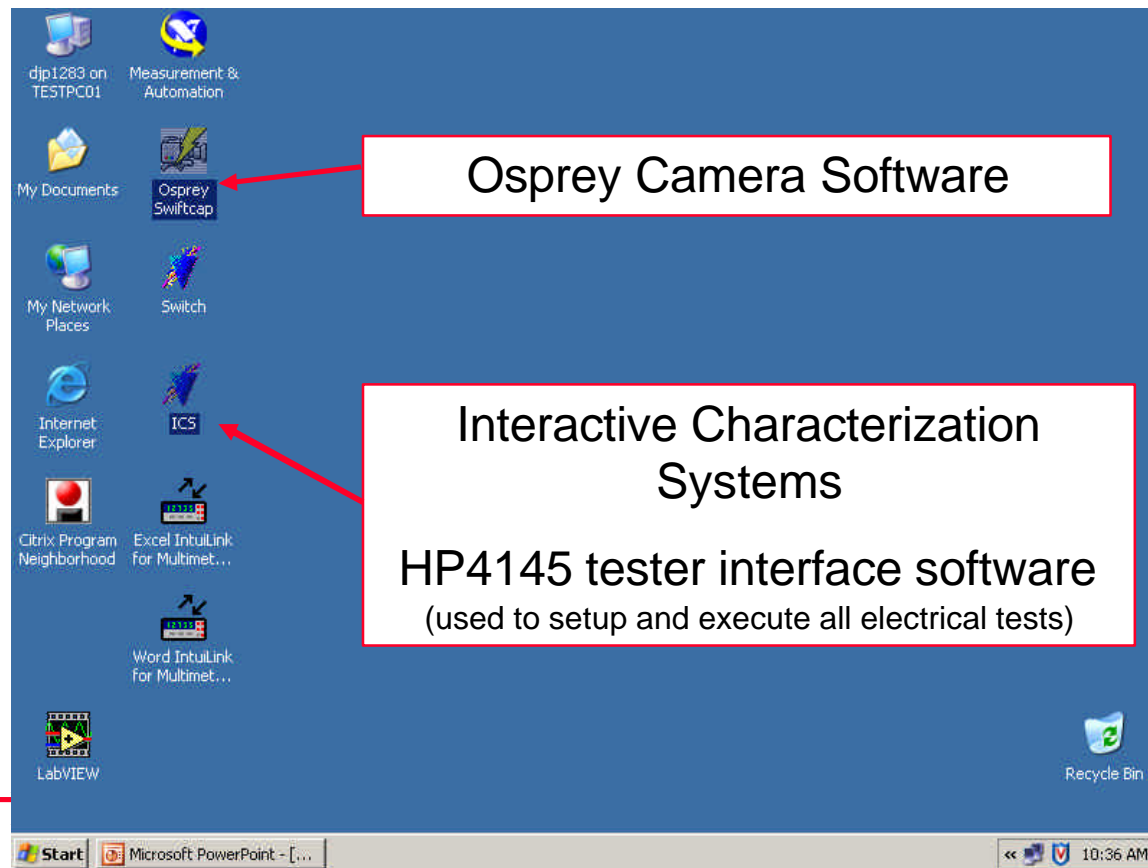 djp1283 on
TESTPC01
Measurement &
Automation
My Documents
Osprey
Swiftcap
Osprey Camera Software
My Network
Places
Switch
Internet
Explorer
ICS
Interactive Characterization
Systems
HP4145 tester interface software
(used to setup and execute all electrical tests)
Citrix Program
Neighborhood
Excel IntuiLink
for Multimet...
Word IntuiLink
for Multimet...
LabVIEW
Recycle Bin
Start
Microsoft PowerPoint - [...
10:36 AM